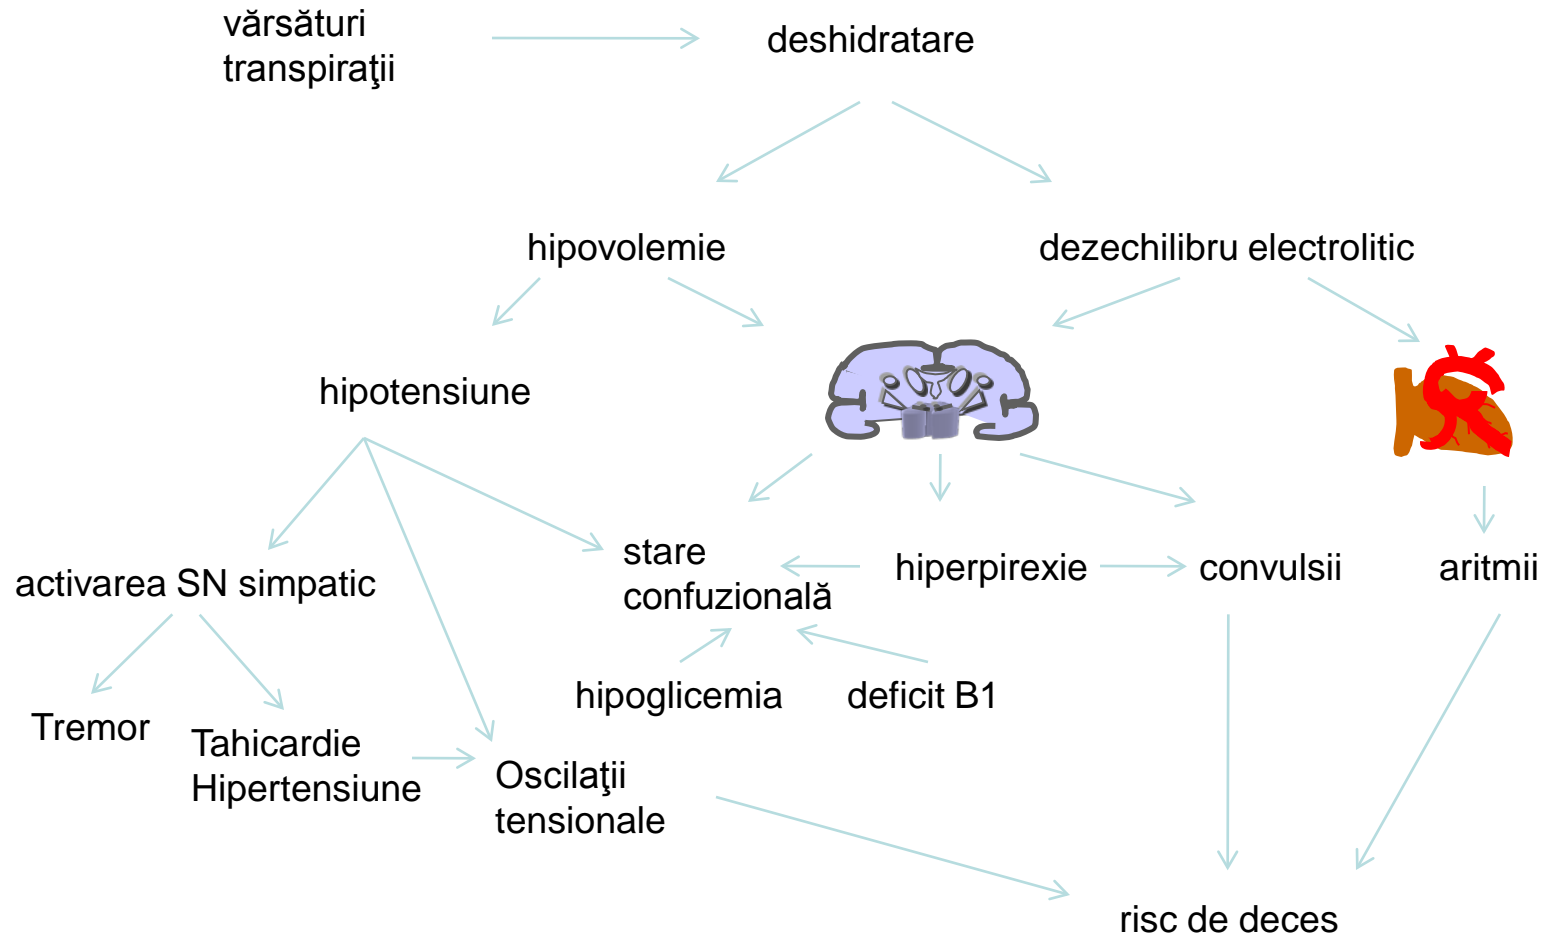 vărsături
transpiraţii
deshidratare
hipovolemie
dezechilibru electrolitic
hipotensiune
activarea SN simpatic
stare
confuzională
hiperpirexie
convulsii
aritmii
hipoglicemia
deficit B1
Tremor
Tahicardie
Hipertensiune
Oscilaţii
tensionale
risc de deces